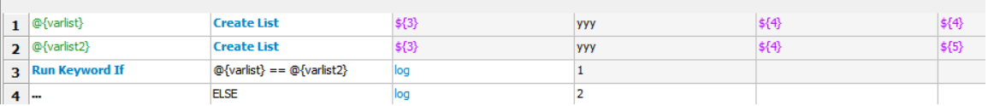 1 @{varlist} Create List ${3} yyy ${4} ${4}
2 @{varlist2} Create List ${3} yyy ${4} ${5}
3 Run Keyword If @{varlist} == @{varlist2} log 1
4 ... ELSE log 2